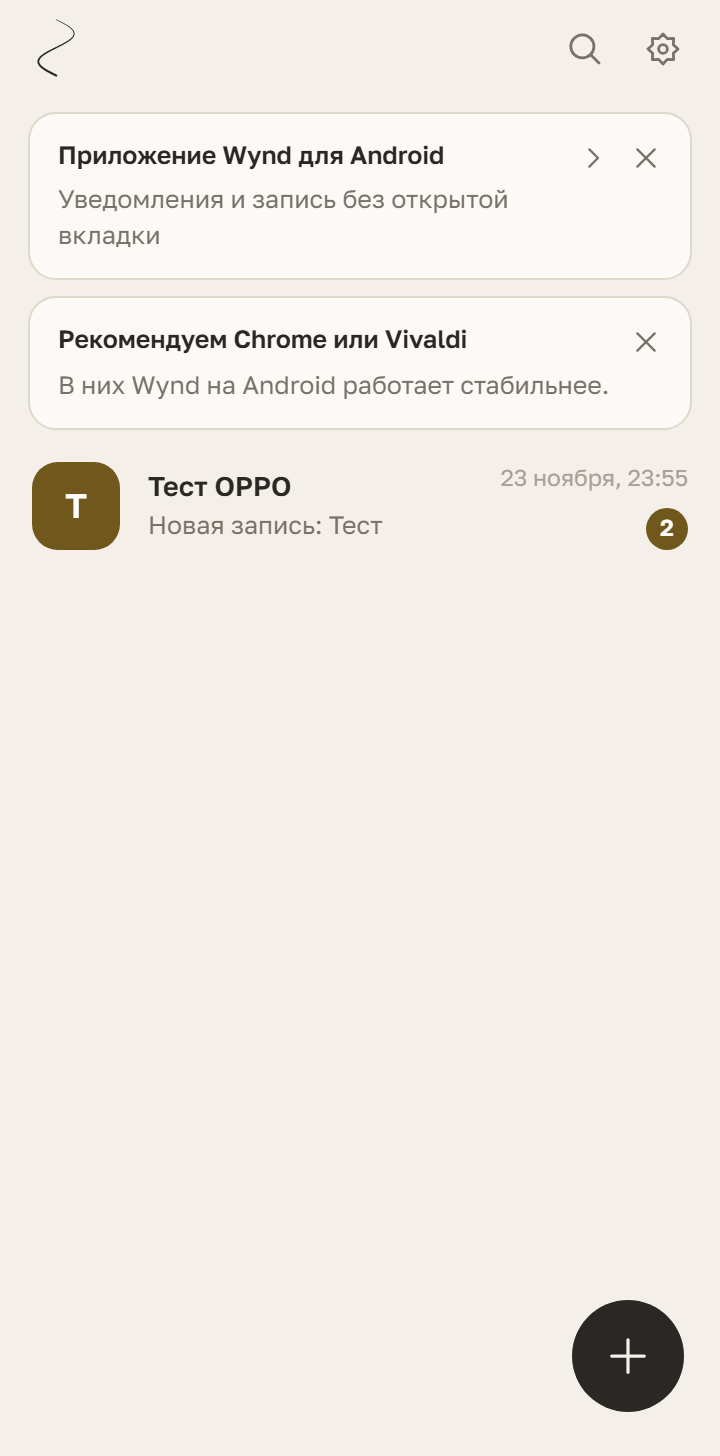 Приложение Wynd для Android
Уведомления и запись без открытой
вкладки
Рекомендуем Chrome или Vivaldi
В них Wynd на Android работает стабильнее.
Т
Тест OPPO
23 ноября, 23:55
Новая запись: Тест
2